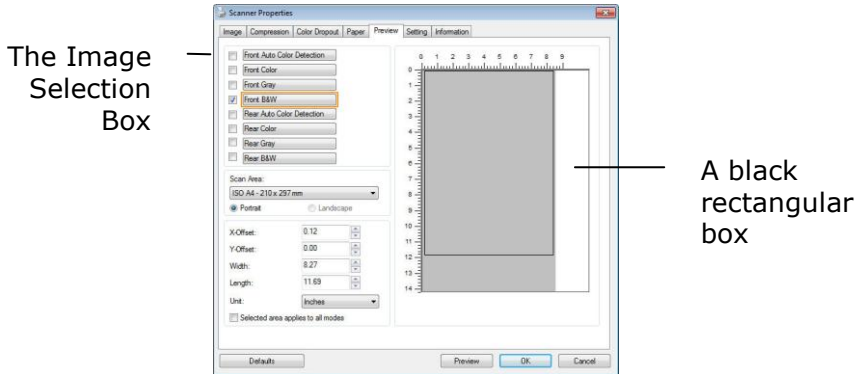 Scanner Properties
Image Compression Color Dropout Paper Preview Setting Information
The Image
Selection
Box
Front Auto Color Detection
Front Color
Front Gray
Front B&W
Rear Auto Color Detection
Rear Color
Rear Gray
Rear B&W
Scan Area:
ISO A4 - 210 x 297 mm
Portrait Landscape
X-Offset: 0.12
Y-Offset: 0.00
Width: 8.27
Length: 11.69
Unit: Inches
Selected area applies to all modes
0 1 2 3 4 5 6 7 8 9
0
1
2
3
4
5
6
7
8
9
10
11
12
13
14
A black
rectangular
box
Defaults Preview OK Cancel